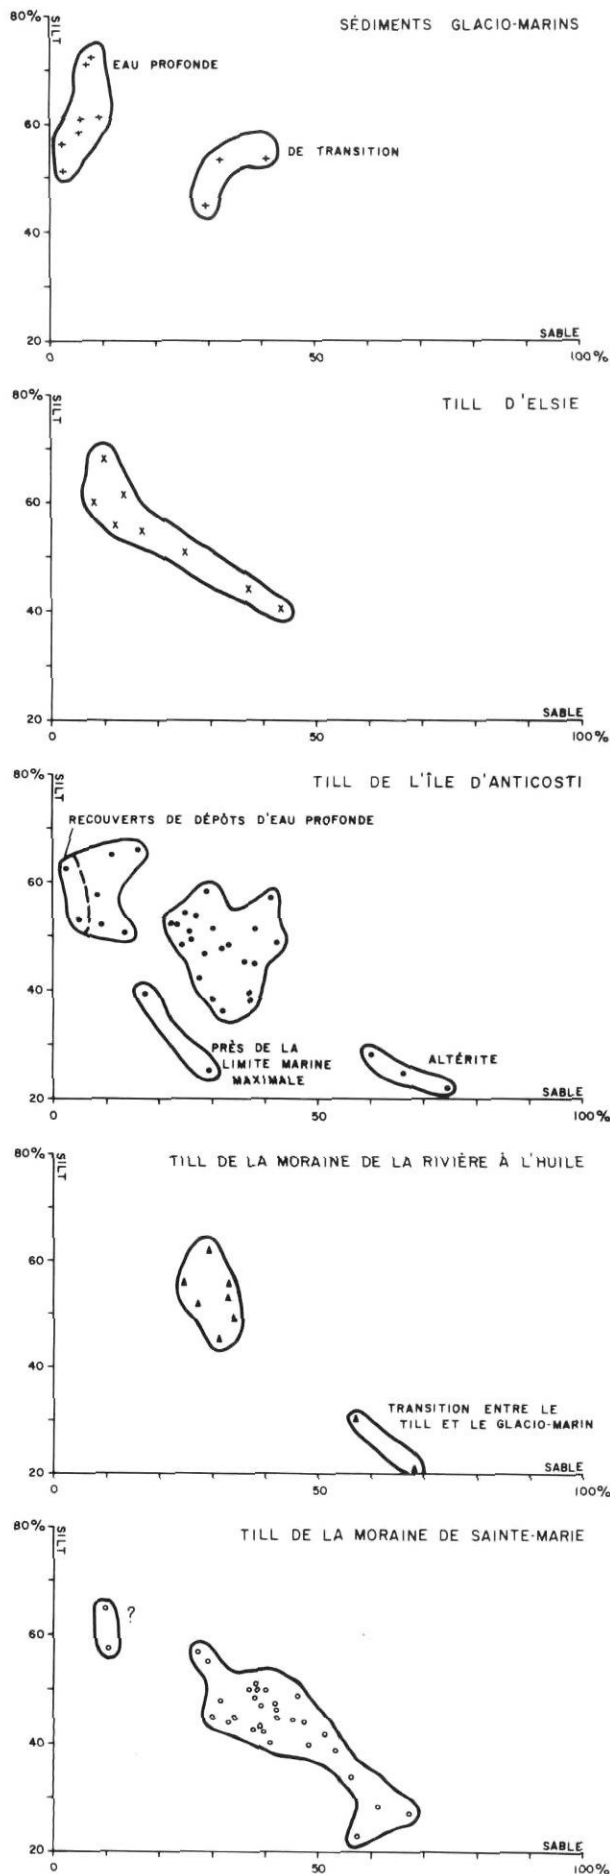 80%
SILT
SÉDIMENTS GLACIO-MARINS
EAU PROFONDE
60
DE TRANSITION
40
SABLE
20
0
50
100%
80%
SILT
TILL D'ELSIE
60
40
SABLE
20
0
50
100%
80%
SILT
TILL DE L'ÎLE D'ANTICOSTI
RECOUVERTS DE DÉPÔTS D'EAU PROFONDE
60
40
PRÈS DE LA
LIMITE MARINE
MAXIMALE
ALTÉRITE
SABLE
20
0
50
100%
80%
SILT
TILL DE LA MORAINE DE LA RIVIÈRE À L'HUILE
60
40
TRANSITION ENTRE LE
TILL ET LE GLACIO-MARIN
SABLE
20
0
50
100%
80%
SILT
TILL DE LA MORAINE DE SAINTE-MARIE
?
60
40
SABLE
20
0
50
100%